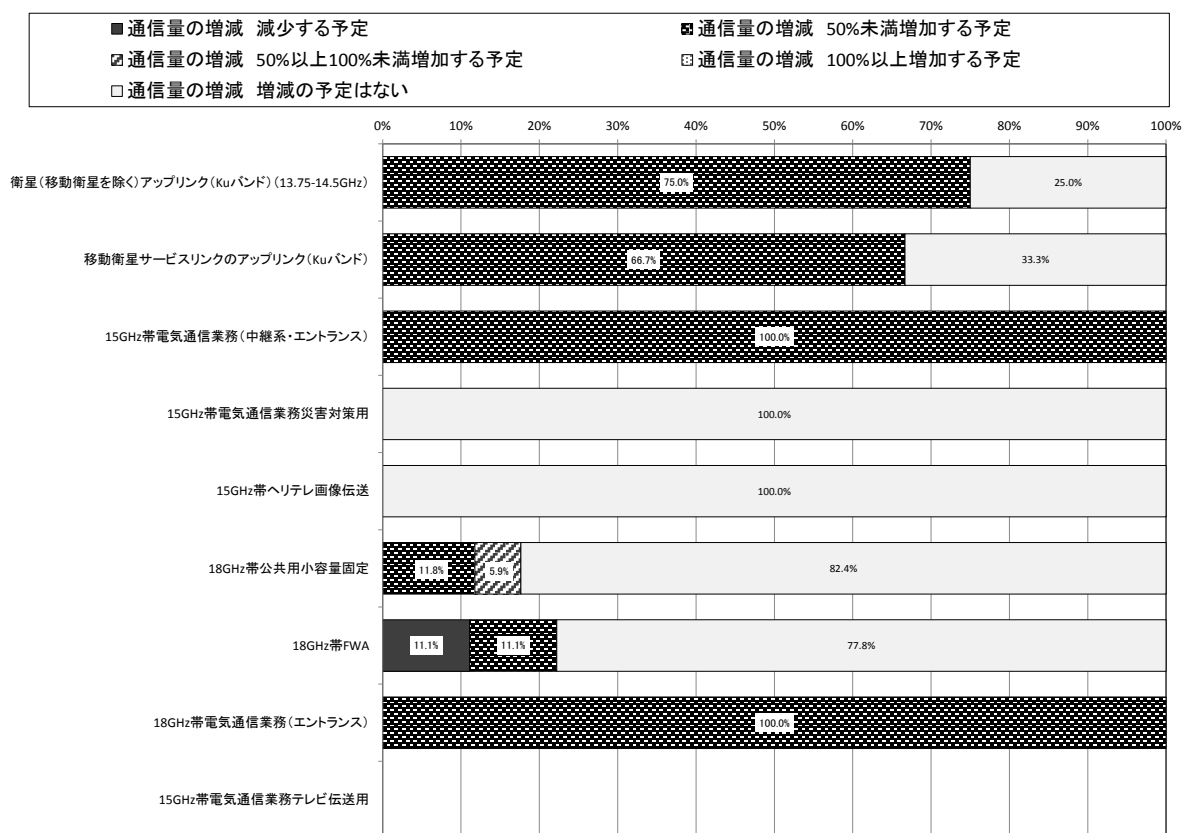 ■通信量の増減 減少する予定
通信量の増減 50%未満増加する予定
通信量の増減 50%以上100%未満増加する予定
通信量の増減 100%以上増加する予定
□通信量の増減 増減の予定はない
0% 10% 20% 30% 40% 50% 60% 70% 80% 90% 100%
衛星(移動衛星を除く)アップリンク(Kuバンド)(13.75-14.5GHz) 75.0% 25.0%
移動衛星サービスリンクのアップリンク(Kuバンド) 66.7% 33.3%
15GHz帯電気通信業務(中継系・エントランス) 100.0%
15GHz帯電気通信業務災害対策用 100.0%
15GHz帯ヘリテレ画像伝送 100.0%
18GHz帯公共用小容量固定 11.8% 5.9% 82.4%
18GHz帯FWA 11.1% 11.1% 77.8%
18GHz帯電気通信業務(エントランス) 100.0%
15GHz帯電気通信業務テレビ伝送用